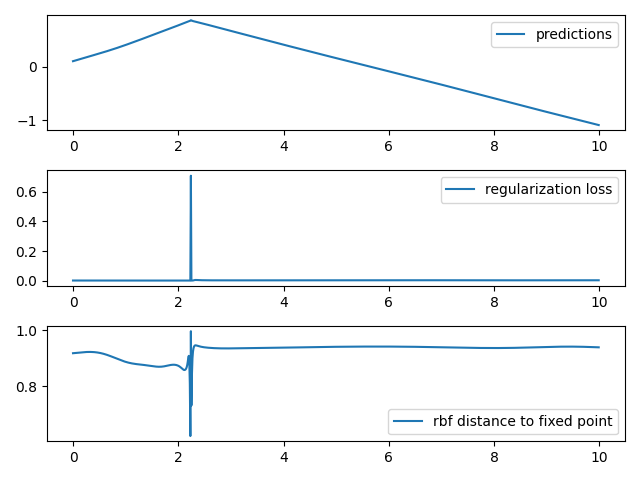 predictions
0
−1
0 2 4 6 8 10
regularization loss
0.6
0.4
0.2
0.0
0 2 4 6 8 10
1.0
0.8
rbf distance to fixed point
0 2 4 6 8 10